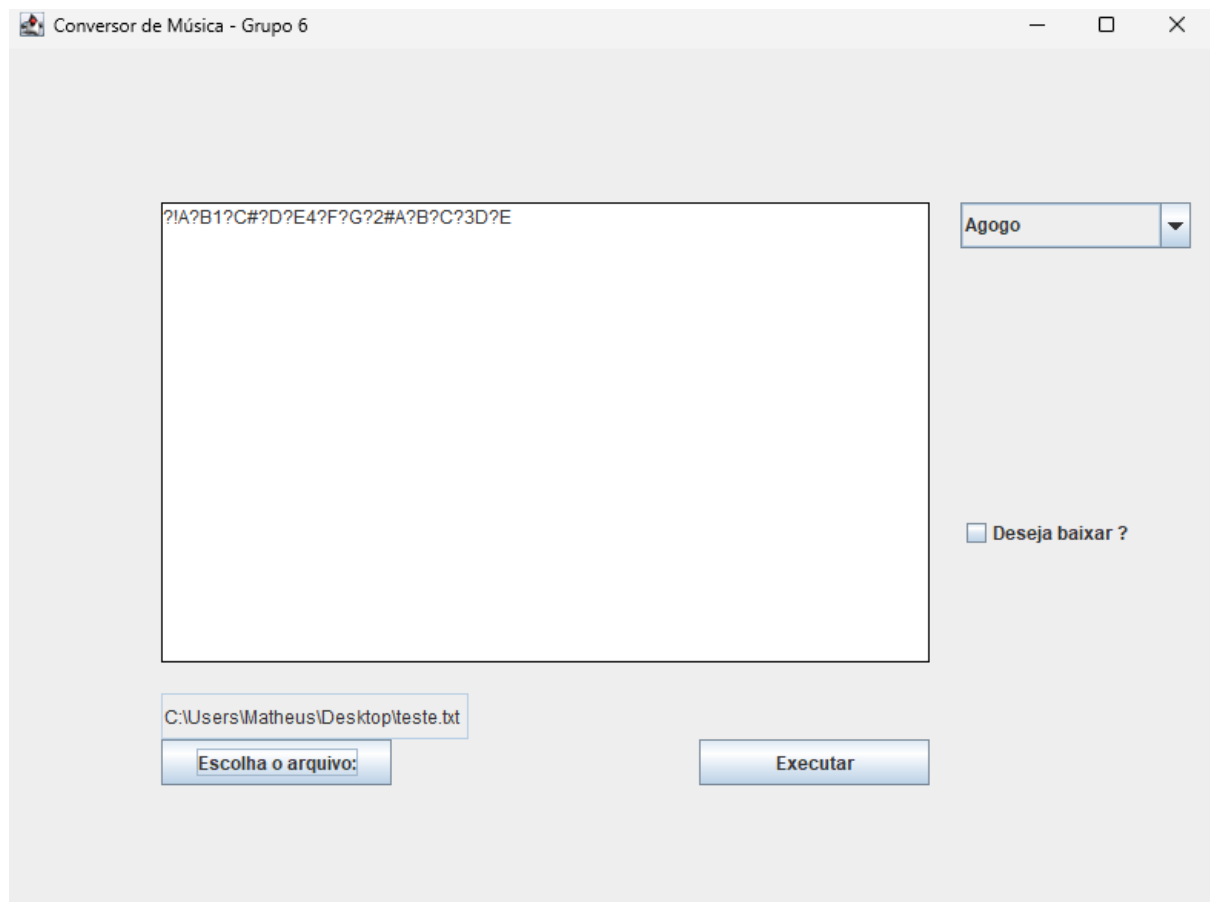 Conversor de Música - Grupo 6
?!A?B1?C#?D?E4?F?G?2#A?B?C?3D?E
Agogo
Deseja baixar ?
C:\Users\Matheus\Desktop\teste.txt
Escolha o arquivo:
Executar